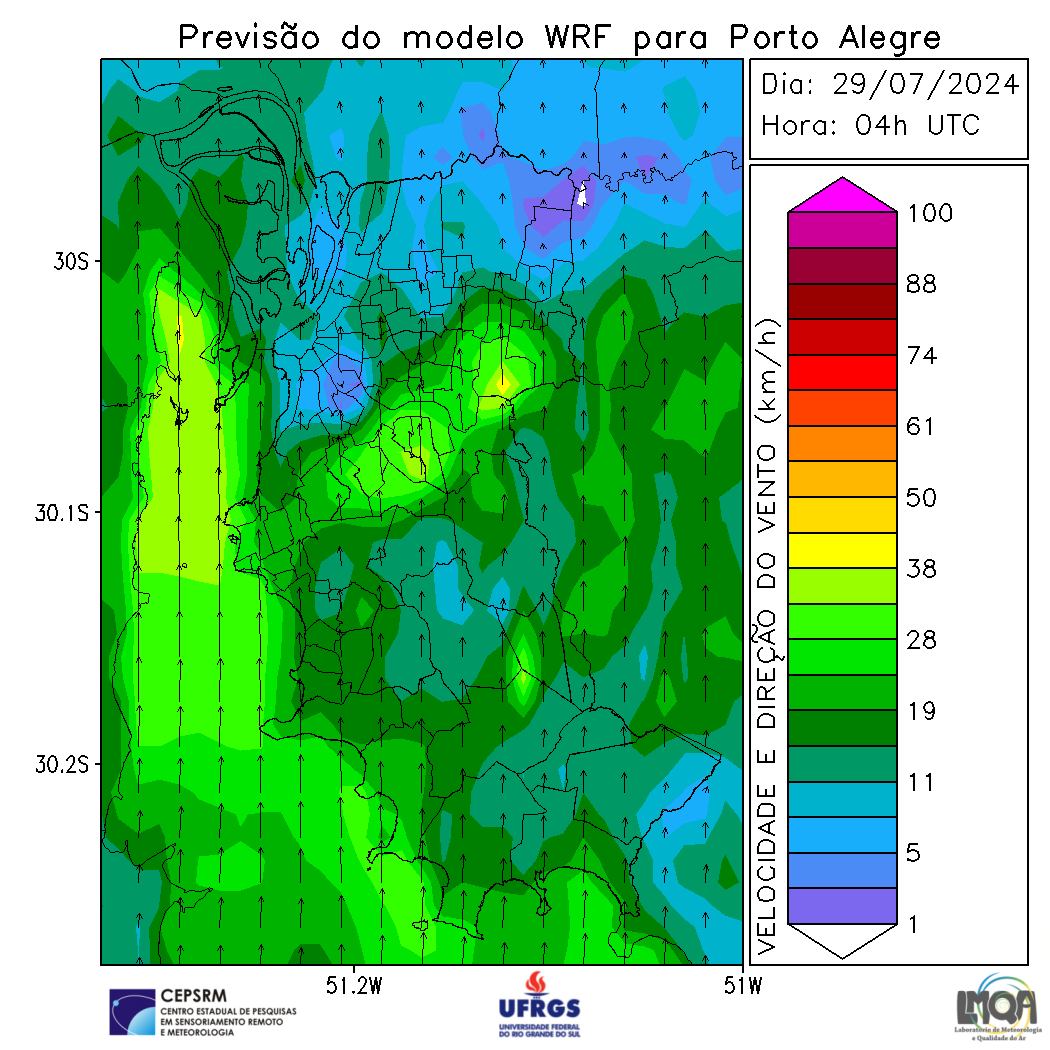 Previsão do modelo WRF para Porto Alegre
Dia: 29/07/2024
Hora: 04h UTC
30S
30.1S
30.2S
51.2W
51W
VELOCIDADE E DIREÇÃO DO VENTO (km/h)
100
88
74
61
50
38
28
19
11
5
1
CEPSRM
CENTRO ESTADUAL DE PESQUISAS
EM SENSORIAMENTO REMOTO
E METEOROLOGIA
UFRGS
UNIVERSIDADE FEDERAL
DO RIO GRANDE DO SUL
LMQA
Laboratório de Meteorologia
e Qualidade do Ar